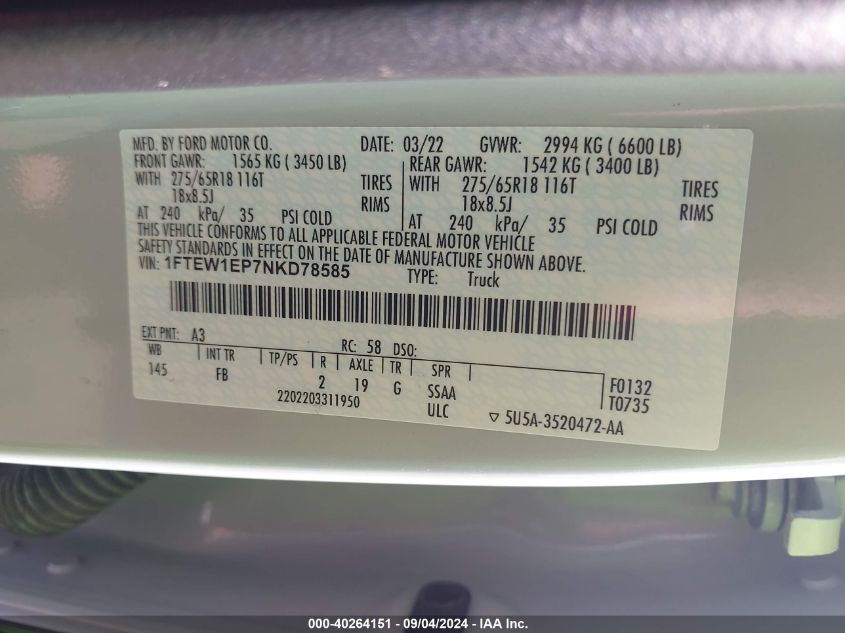 MFD. BY FORD MOTOR CO. DATE: 03/22 GVWR: 2994 KG ( 6600 LB)
FRONT GAWR: 1565 KG ( 3450 LB) REAR GAWR: 1542 KG ( 3400 LB)
WITH 275/65R18 116T TIRES WITH 275/65R18 116T TIRES
18x8.5J RIMS 18x8.5J RIMS
AT 240 kPa/ 35 PSI COLD AT 240 kPa/ 35 PSI COLD
THIS VEHICLE CONFORMS TO ALL APPLICABLE FEDERAL MOTOR VEHICLE
SAFETY STANDARDS IN EFFECT ON THE DATE OF MANUFACTURE SHOWN ABOVE.
VIN: 1FTEW1EP7NKD78585 TYPE: Truck
EXT PNT: A3 RC: 58 DSO:
WB INT TR TP/PS R AXLE TR SPR
145 FB 2 19 G SSAA F0132
2202203311950 ULC T0735
▽ 5U5A-3520472-AA
000-40264151 - 09/04/2024 - IAA Inc.